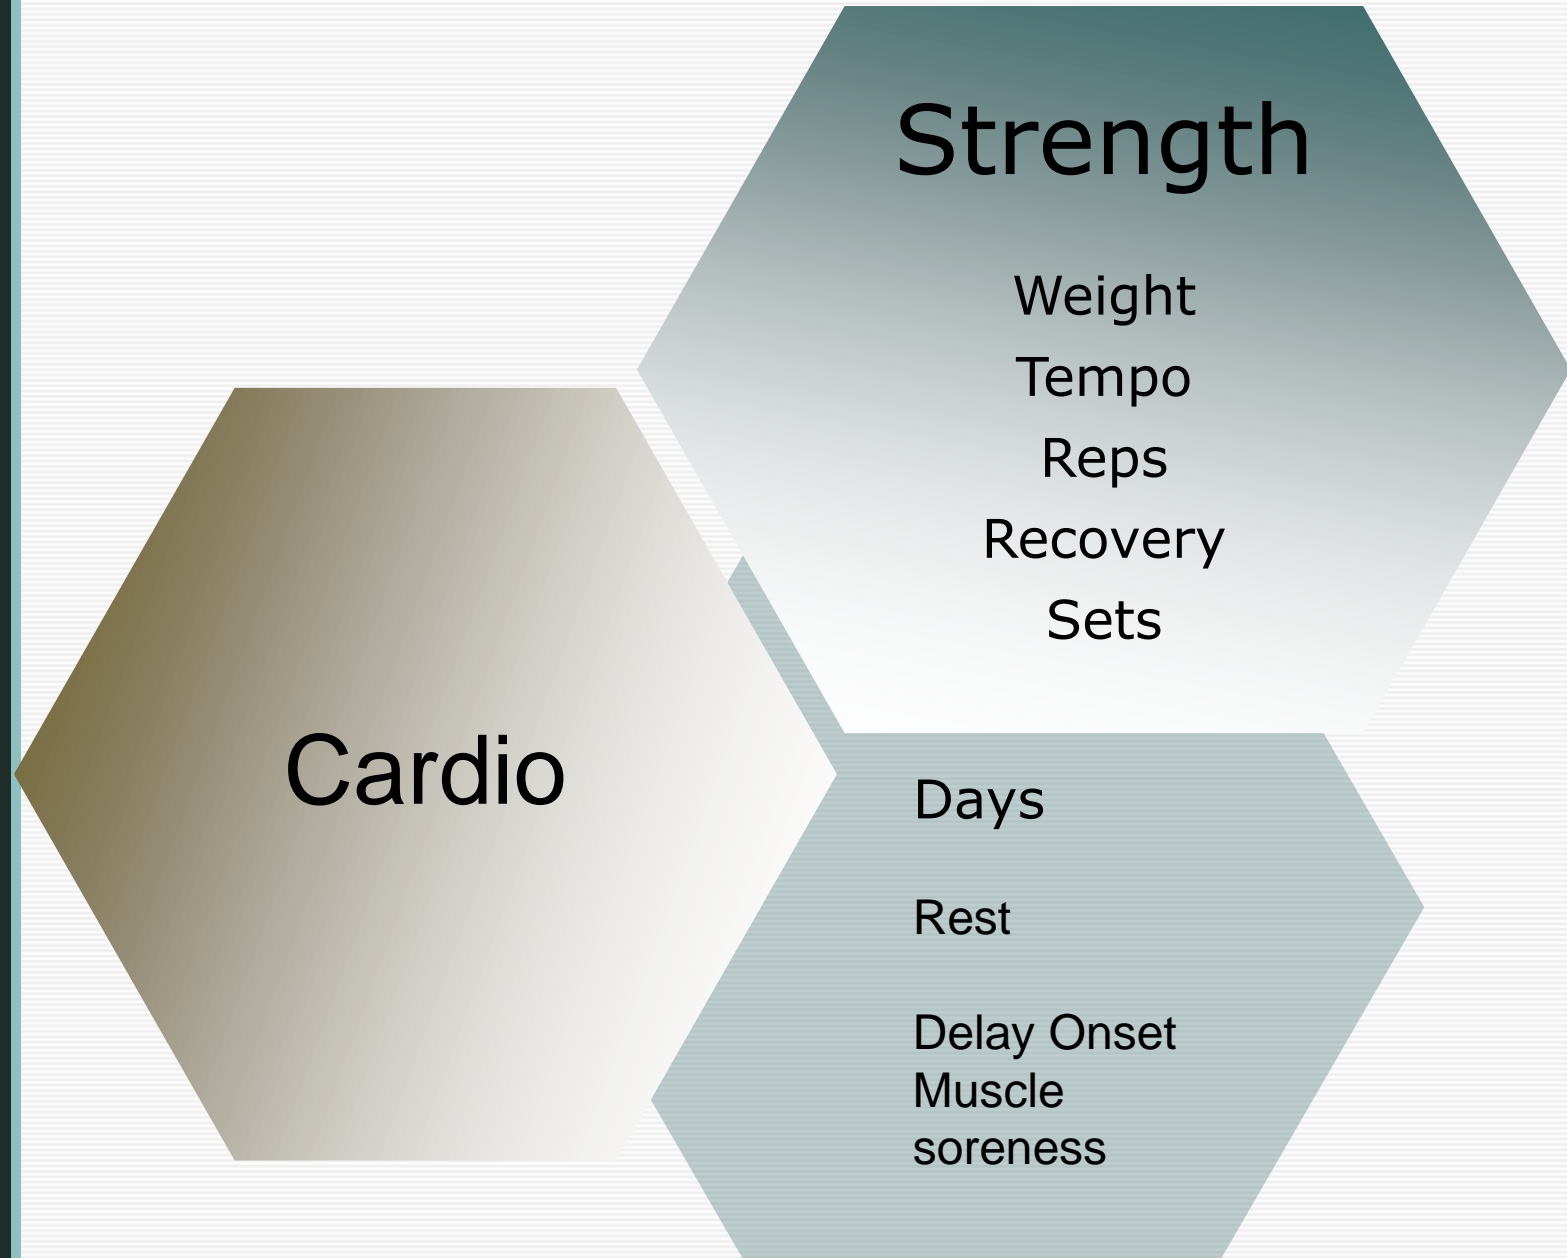 Strength
Weight
Tempo
Reps
Recovery
Sets
Cardio
Days
Rest
Delay Onset
Muscle
soreness